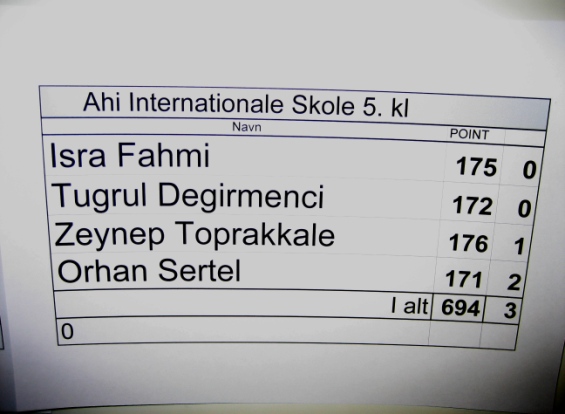 Ahi Internationale Skole 5. kl
Navn POINT
Isra Fahmi 175 0
Tugrul Degirmenci 172 0
Zeynep Toprakkale 176 1
Orhan Sertel 171 2
I alt 694 3
0